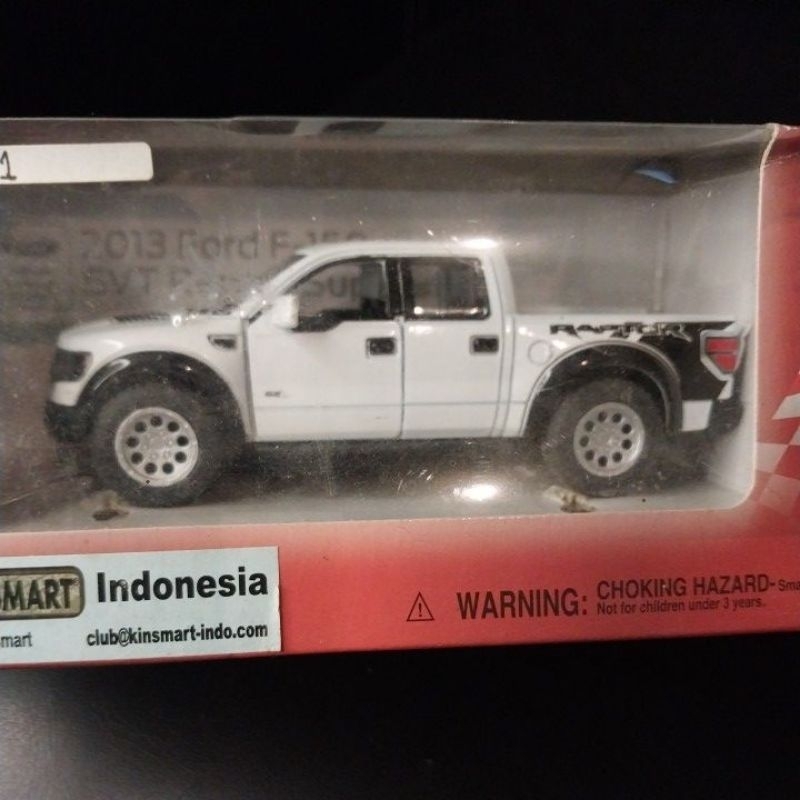 1
2013 Ford F-150
SVT
RAPTOR
SMART Indonesia
smart
club@kinsmart-indo.com
WARNING: CHOKING HAZARD- Sma
Not for children under 3 years.